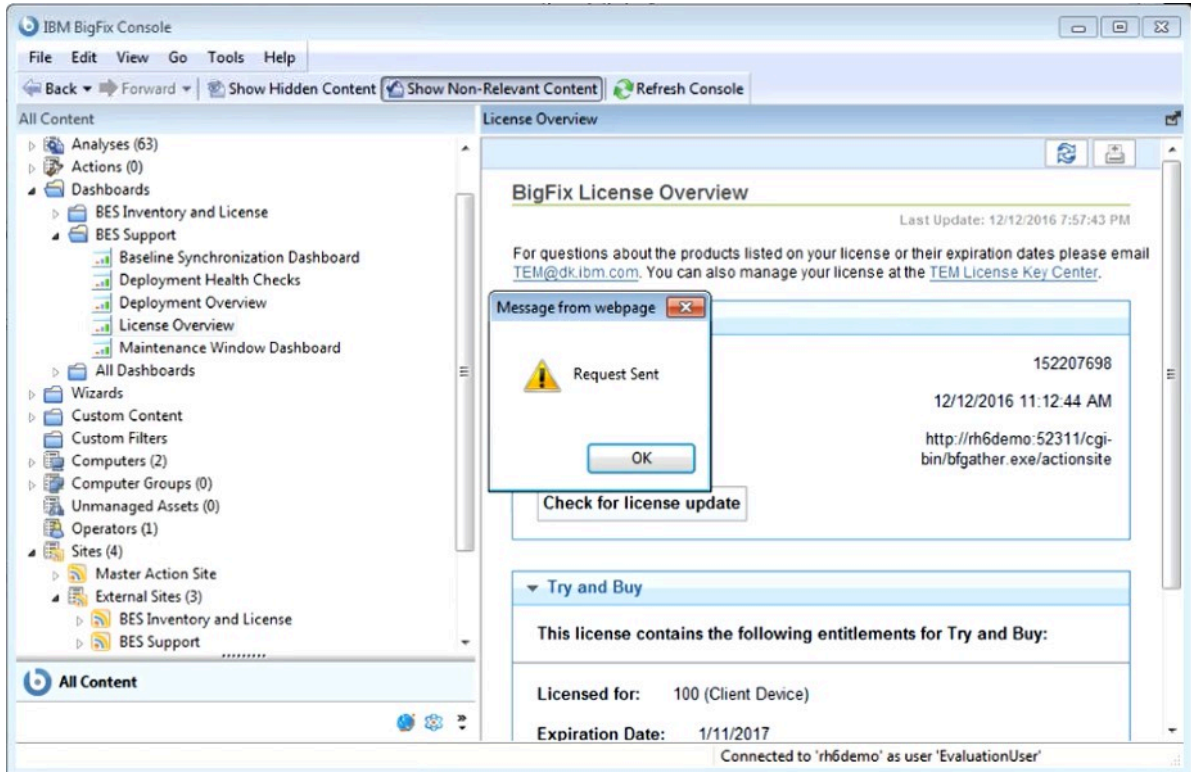 IBM BigFix Console
File Edit View Go Tools Help
Back Forward Show Hidden Content Show Non-Relevant Content Refresh Console
All Content
Analyses (63)
Actions (0)
Dashboards
BES Inventory and License
BES Support
Baseline Synchronization Dashboard
Deployment Health Checks
Deployment Overview
License Overview
Maintenance Window Dashboard
All Dashboards
Wizards
Custom Content
Custom Filters
Computers (2)
Computer Groups (0)
Unmanaged Assets (0)
Operators (1)
Sites (4)
Master Action Site
External Sites (3)
BES Inventory and License
BES Support
All Content
License Overview
BigFix License Overview
Last Update: 12/12/2016 7:57:43 PM
For questions about the products listed on your license or their expiration dates please email
TEM@dk.ibm.com. You can also manage your license at the TEM License Key Center.
Message from webpage
Request Sent
OK
152207698
12/12/2016 11:12:44 AM
http://rh6demo:52311/cgi-
bin/bfgather.exe/actionsite
Check for license update
Try and Buy
This license contains the following entitlements for Try and Buy:
Licensed for: 100 (Client Device)
Expiration Date: 1/11/2017
Connected to 'rh6demo' as user 'EvaluationUser'